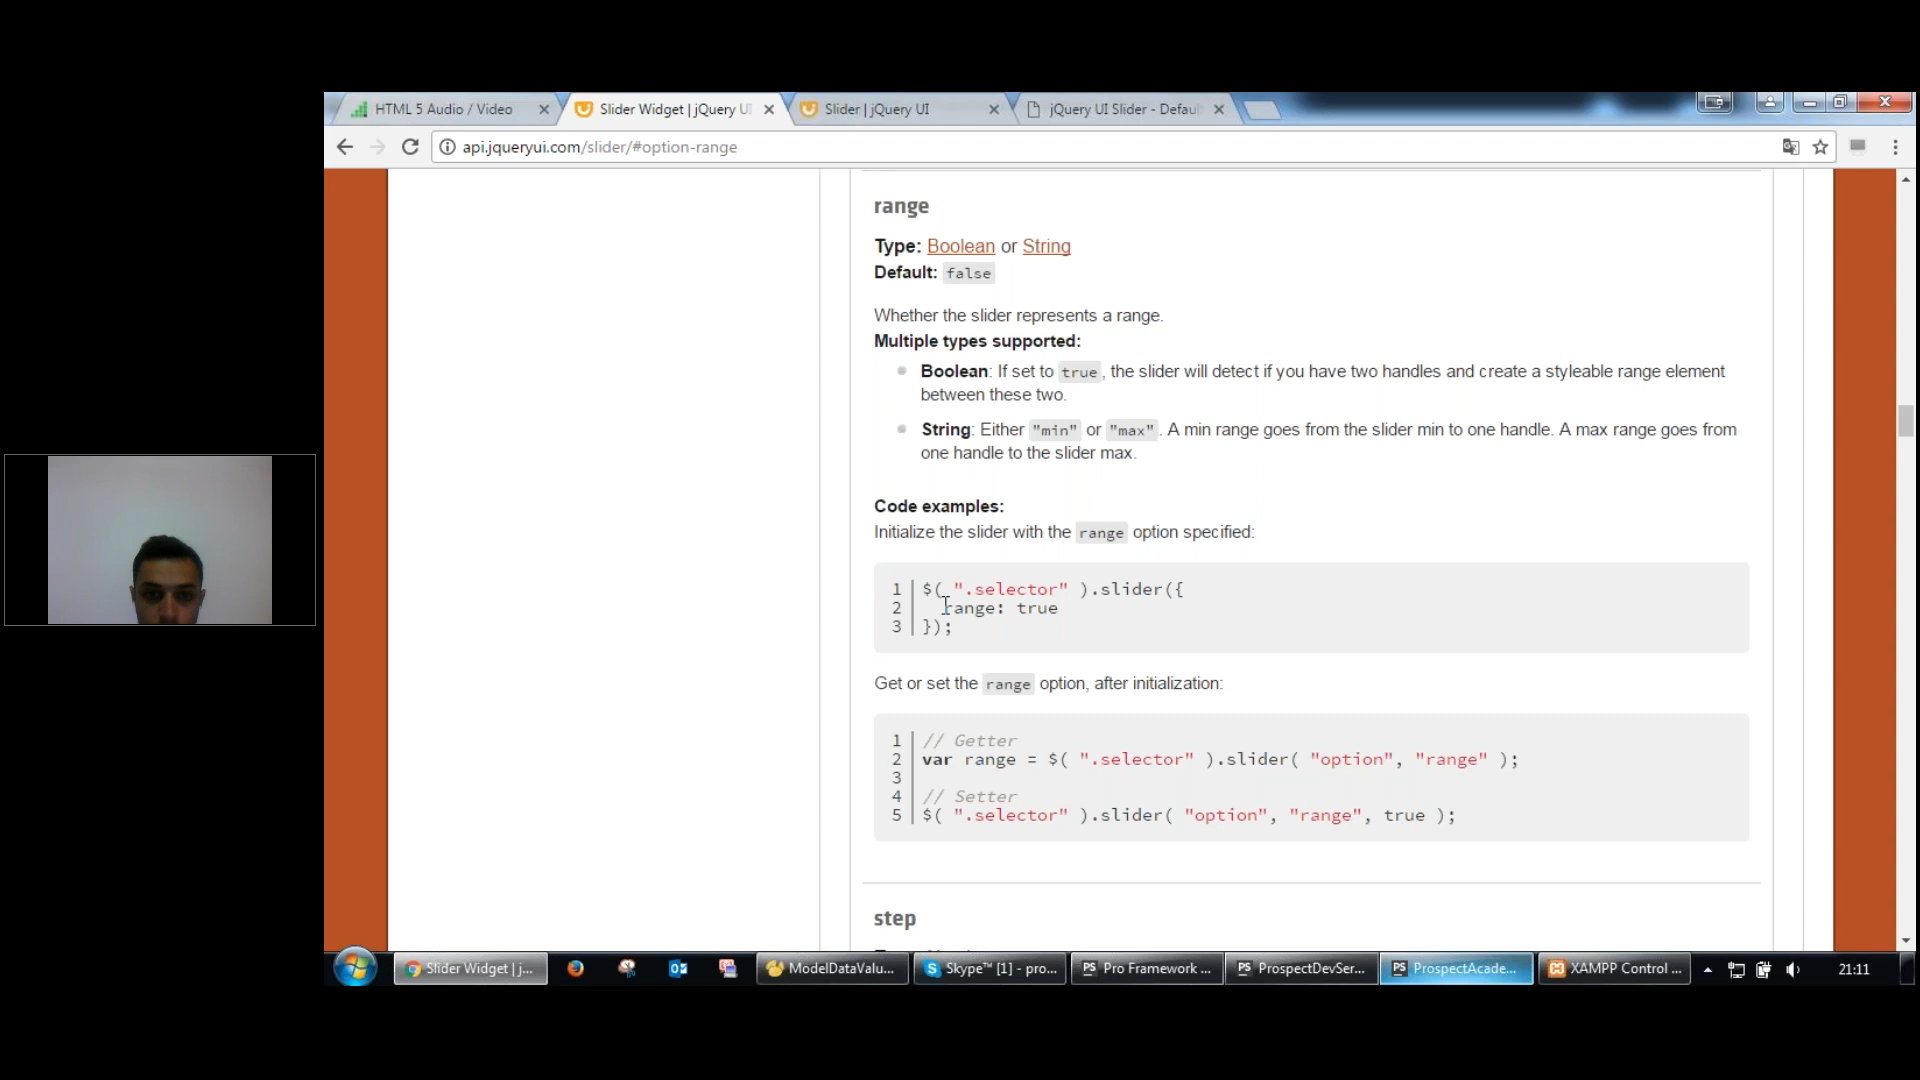 HTML 5 Audio / Video
Slider Widget | jQuery UI
Slider | jQuery UI
jQuery UI Slider - Defaul
api.jqueryui.com/slider/#option-range
range
Type: Boolean or String
Default: false
Whether the slider represents a range.
Multiple types supported:
Boolean: If set to true, the slider will detect if you have two handles and create a styleable range element
between these two.
String: Either "min" or "max". A min range goes from the slider min to one handle. A max range goes from
one handle to the slider max.
Code examples:
Initialize the slider with the range option specified:
1 $( ".selector" ).slider({
2 range: true
3 });
Get or set the range option, after initialization:
1 // Getter
2 var range = $( ".selector" ).slider( "option", "range" );
3
4 // Setter
5 $( ".selector" ).slider( "option", "range", true );
step
Slider Widget | j...
ModelDataValu...
Skype™ [1] - pro...
Pro Framework ...
ProspectDevSer...
ProspectAcade...
XAMPP Control ...
21:11